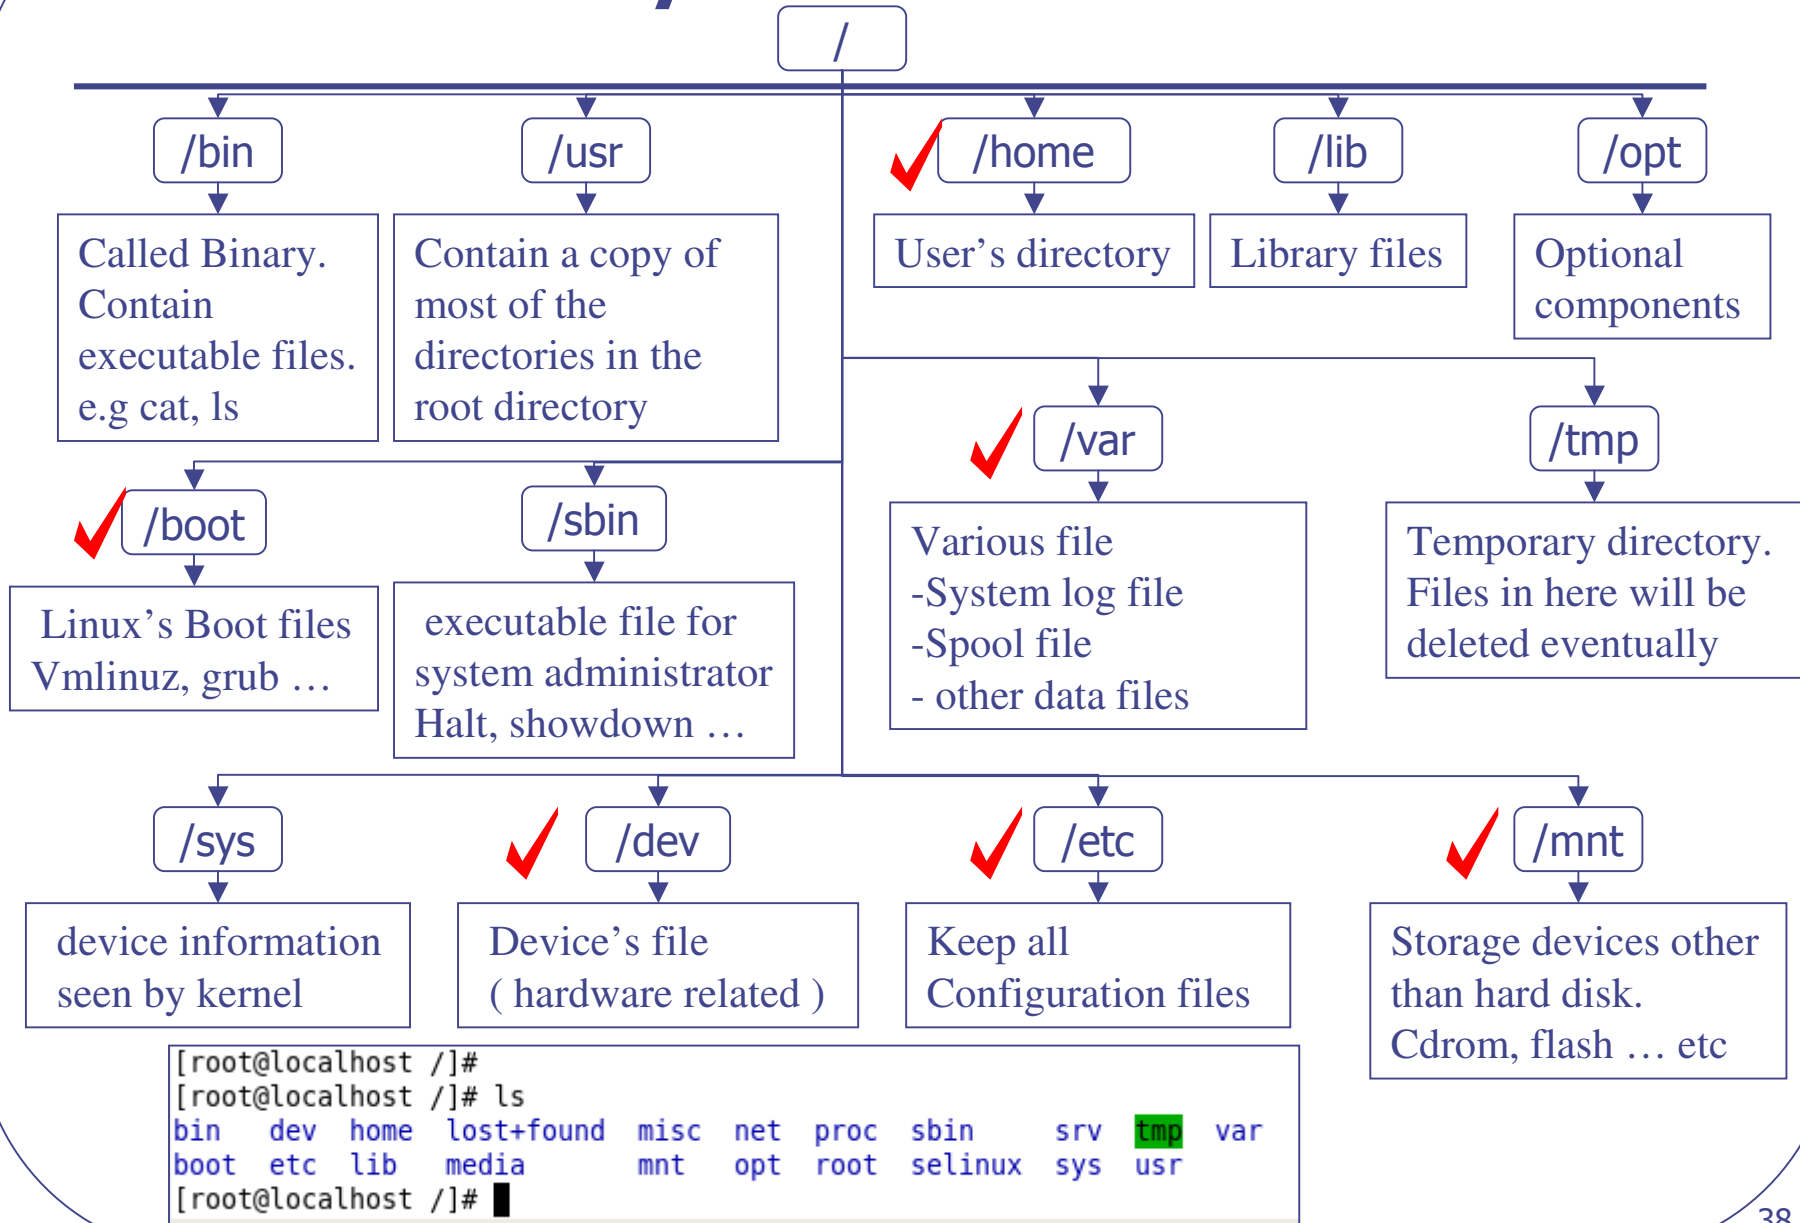 /
/bin
/usr
/home
/lib
/opt
Called Binary.
Contain
executable files.
e.g cat, ls
Contain a copy of
most of the
directories in the
root directory
User’s directory
Library files
Optional
components
/var
/tmp
/boot
/sbin
Various file
-System log file
-Spool file
- other data files
Temporary directory.
Files in here will be
deleted eventually
Linux’s Boot files
Vmlinuz, grub …
executable file for
system administrator
Halt, showdown …
/sys
/dev
/etc
/mnt
device information
seen by kernel
Device’s file
( hardware related )
Keep all
Configuration files
Storage devices other
than hard disk.
Cdrom, flash … etc
[root@localhost /]#
[root@localhost /]# ls
bin dev home lost+found misc net proc sbin srv tmp var
boot etc lib media mnt opt root selinux sys usr
[root@localhost /]#
38